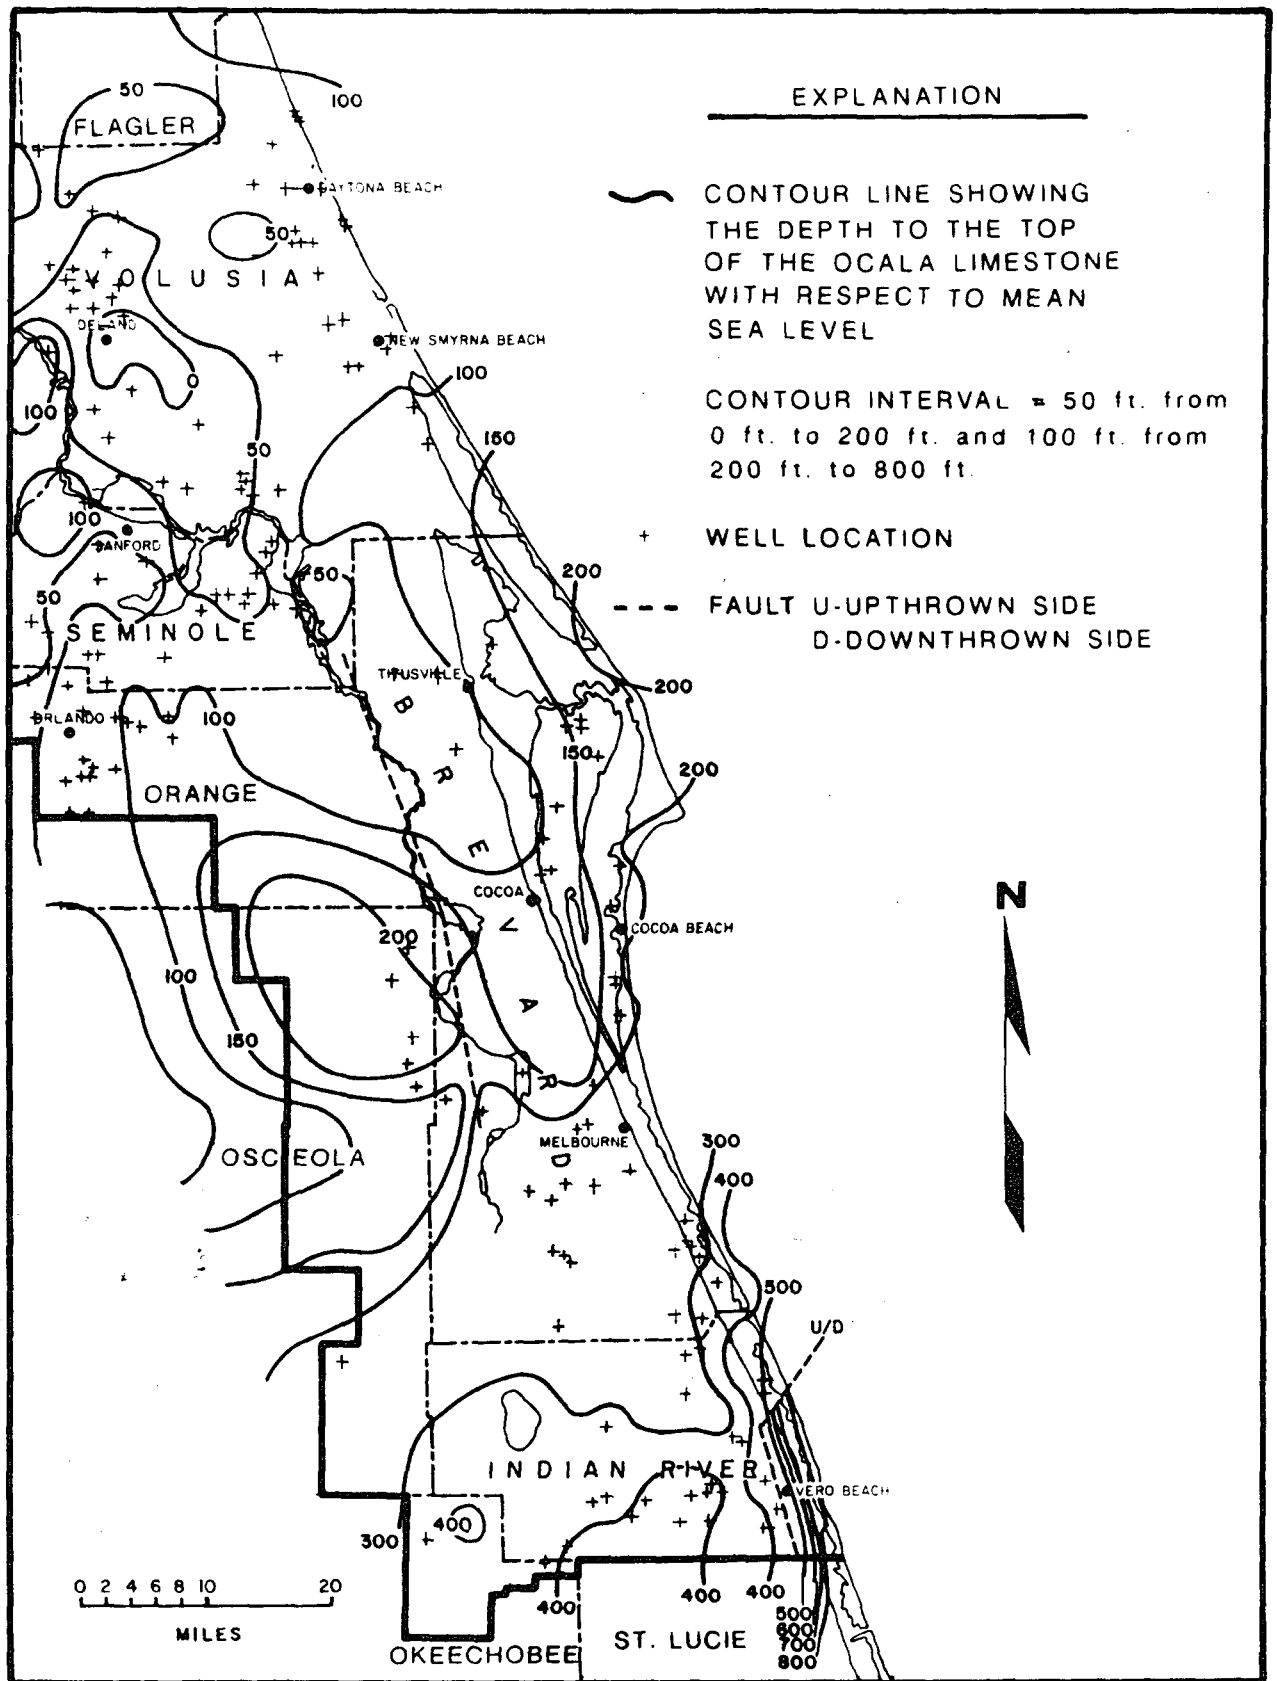 EXPLANATION
CONTOUR LINE SHOWING
THE DEPTH TO THE TOP
OF THE OCALA LIMESTONE
WITH RESPECT TO MEAN
SEA LEVEL
CONTOUR INTERVAL = 50 ft. from
0 ft. to 200 ft. and 100 ft. from
200 ft. to 800 ft.
+ WELL LOCATION
FAULT U-UPTHROWN SIDE
D-DOWNTHROWN SIDE
50
100
FLAGLER
DAYTONA BEACH
50
VOLUSIA
DELAND
NEW SMYRNA BEACH
0
100
100
150
50
100
SANFORD
50
200
50
SEMINOLE
TITUSVILLE
200
ORLANDO
100
150
200
ORANGE
BREVARD
COCOA
COCOA BEACH
N
200
100
150
MELBOURNE
300
OSCEOLA
400
500
U/D
INDIAN RIVER
VERO BEACH
400
300
0 2 4 6 8 10 20
MILES
400
400
400
500
600
700
800
ST. LUCIE
OKEECHOBEE